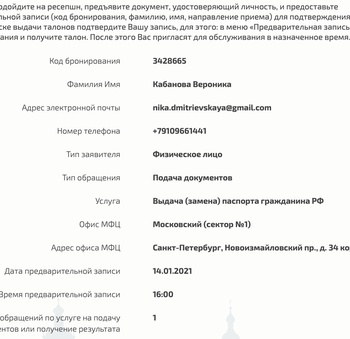 одойдите на ресепшн, предъявите документ, удостоверяющий личность, и предоставьте
льной записи (код бронирования, фамилию, имя, направление приема) для подтверждения
ске выдачи талонов подтвердите Вашу запись, для этого: в меню «Предварительная запись
ания и получите талон. После этого Вас пригласят для обслуживания в назначенное время.
Код бронирования 3428665
Фамилия Имя Кабанова Вероника
Адрес электронной почты nika.dmitrievskaya@gmail.com
Номер телефона +79109661441
Тип заявителя Физическое лицо
Тип обращения Подача документов
Услуга Выдача (замена) паспорта гражданина РФ
Офис МФЦ Московский (сектор №1)
Адрес офиса МФЦ Санкт-Петербург, Новоизмайловский пр., д. 34 ко
Дата предварительной записи 14.01.2021
Время предварительной записи 16:00
обращений по услуге на подачу 1
ентов или получение результата